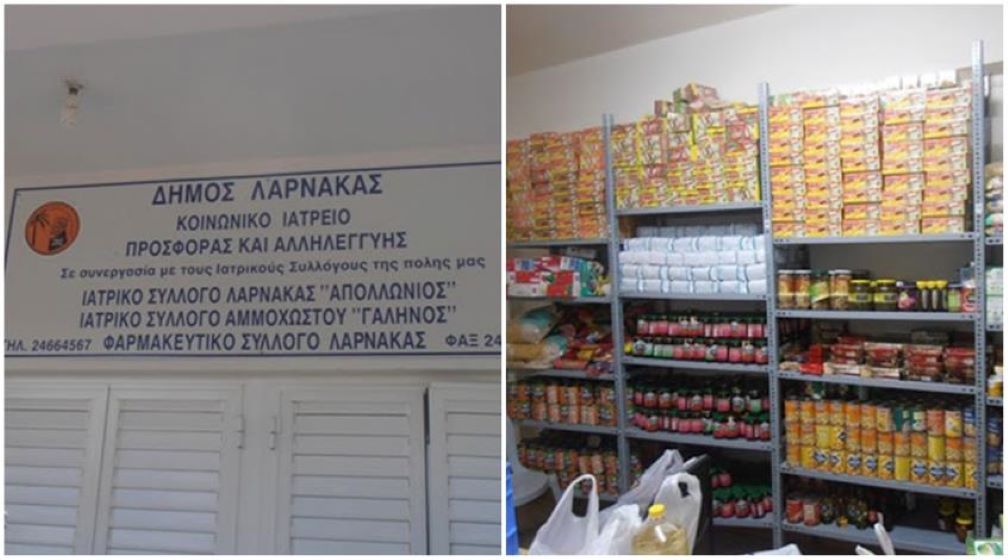 ΔΗΜΟΣ ΛΑΡΝΑΚΑΣ
ΚΟΙΝΩΝΙΚΟ ΙΑΤΡΕΙΟ
ΠΡΟΣΦΟΡΑΣ ΚΑΙ ΑΛΛΗΛΕΓΓΥΗΣ
Σε συνεργασία με τους Ιατρικούς Συλλόγους της πολης μας
ΙΑΤΡΙΚΟ ΣΥΛΛΟΓΟ ΛΑΡΝΑΚΑΣ "ΑΠΟΛΛΩΝΙΟΣ"
ΙΑΤΡΙΚΟ ΣΥΛΛΟΓΟ ΑΜΜΟΧΩΣΤΟΥ "ΓΑΛΗΝΟΣ"
ΤΗΛ. 24664567 ΦΑΡΜΑΚΕΥΤΙΚΟ ΣΥΛΛΟΓΟ ΛΑΡΝΑΚΑΣ ΦΑΞ 24